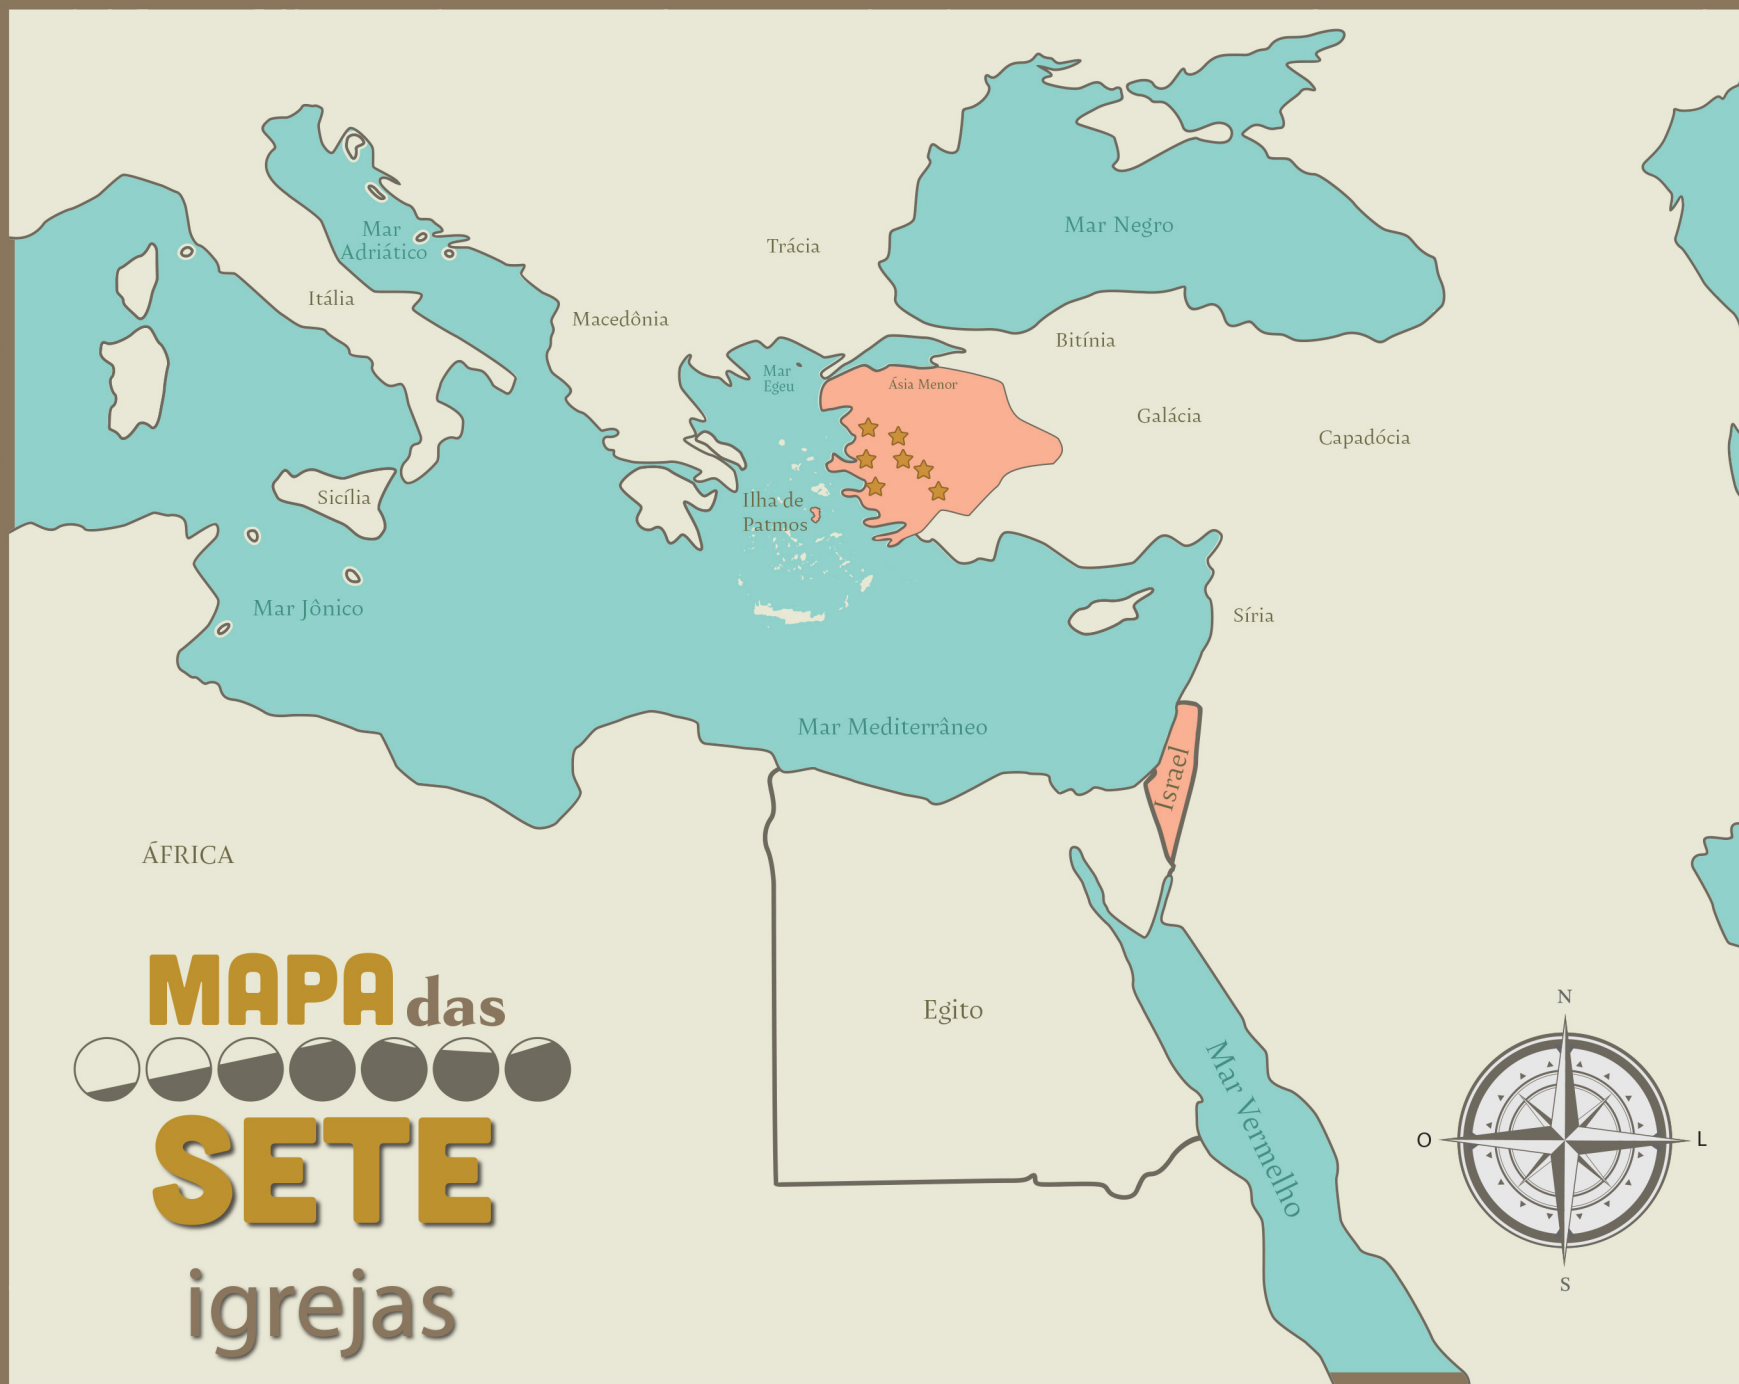 Mar Negro
Mar
Adriático
Trácia
Itália
Macedônia
Bitínia
Mar
Egeu
Ásia Menor
Galácia
Capadócia
Sicília
Ilha de
Patmos
Mar Jônico
Síria
Mar Mediterrâneo
Israel
ÁFRICA
Egito
Mar Vermelho
MAPA das
SETE
igrejas
N
O
L
S